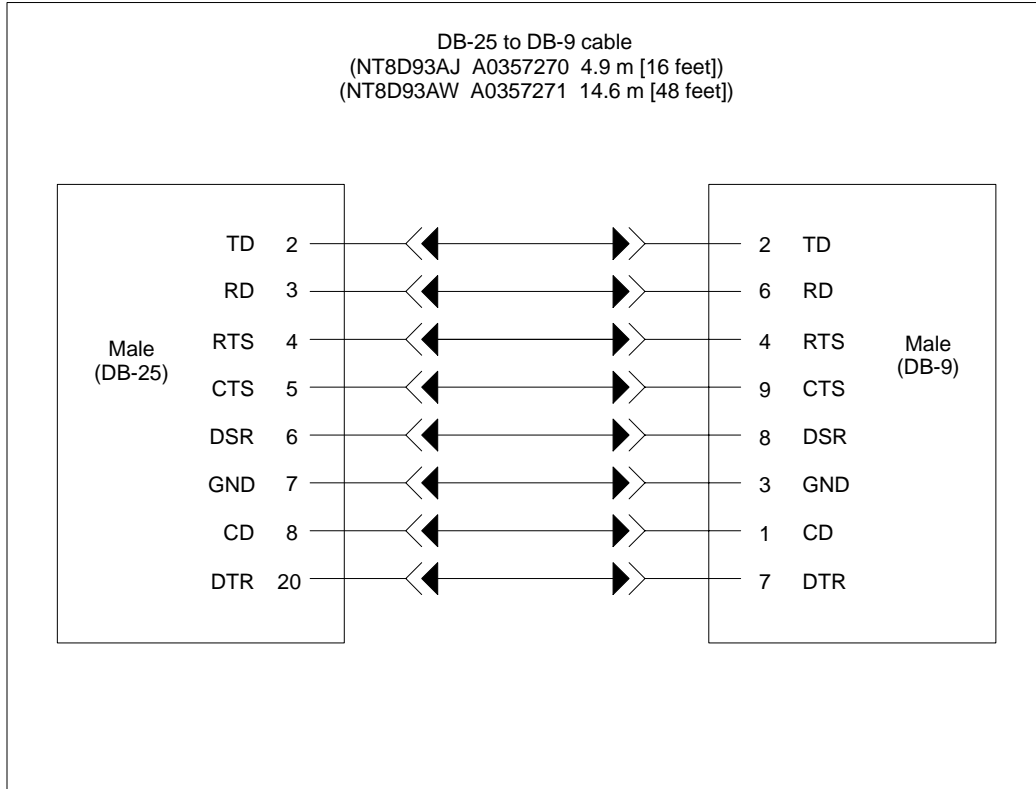 DB-25 to DB-9 cable
(NT8D93AJ A0357270 4.9 m [16 feet])
(NT8D93AW A0357271 14.6 m [48 feet])
TD 2 2 TD
RD 3 6 RD
RTS 4 4 RTS
Male
(DB-25)
Male
(DB-9)
CTS 5 9 CTS
DSR 6 8 DSR
GND 7 3 GND
CD 8 1 CD
DTR 20 7 DTR